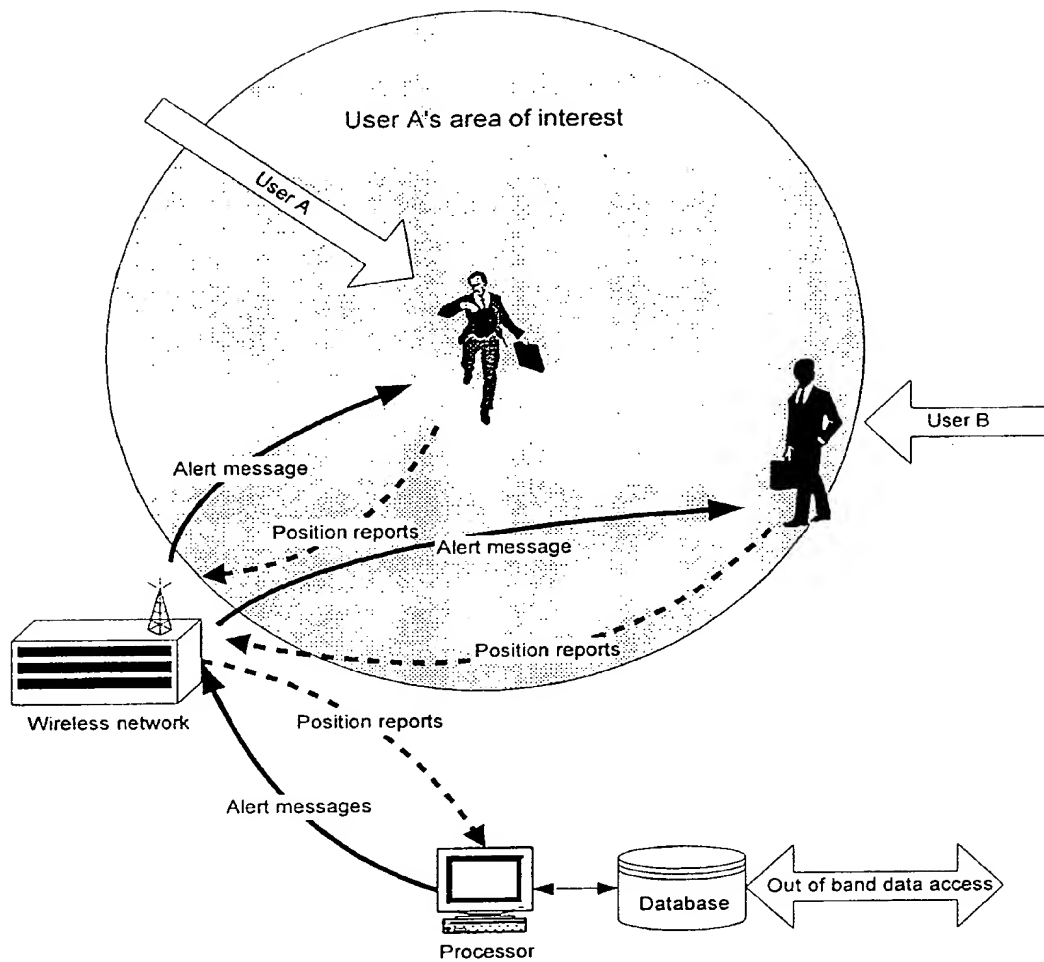 User A's area of interest
User A
User B
Alert message
Position reports
Alert message
Position reports
Wireless network
Position reports
Alert messages
Out of band data access
Database
Processor